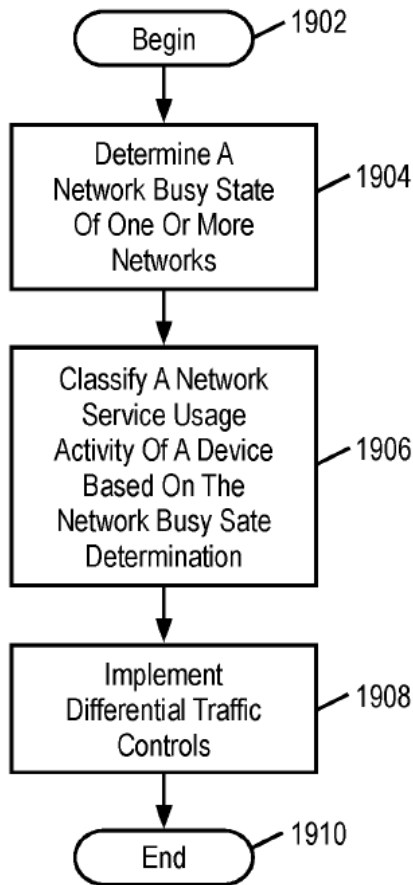 Begin
1902
Determine A
Network Busy State
Of One Or More
Networks
1904
Classify A Network
Service Usage
Activity Of A Device
Based On The
Network Busy Sate
Determination
1906
Implement
Differential Traffic
Controls
1908
End
1910